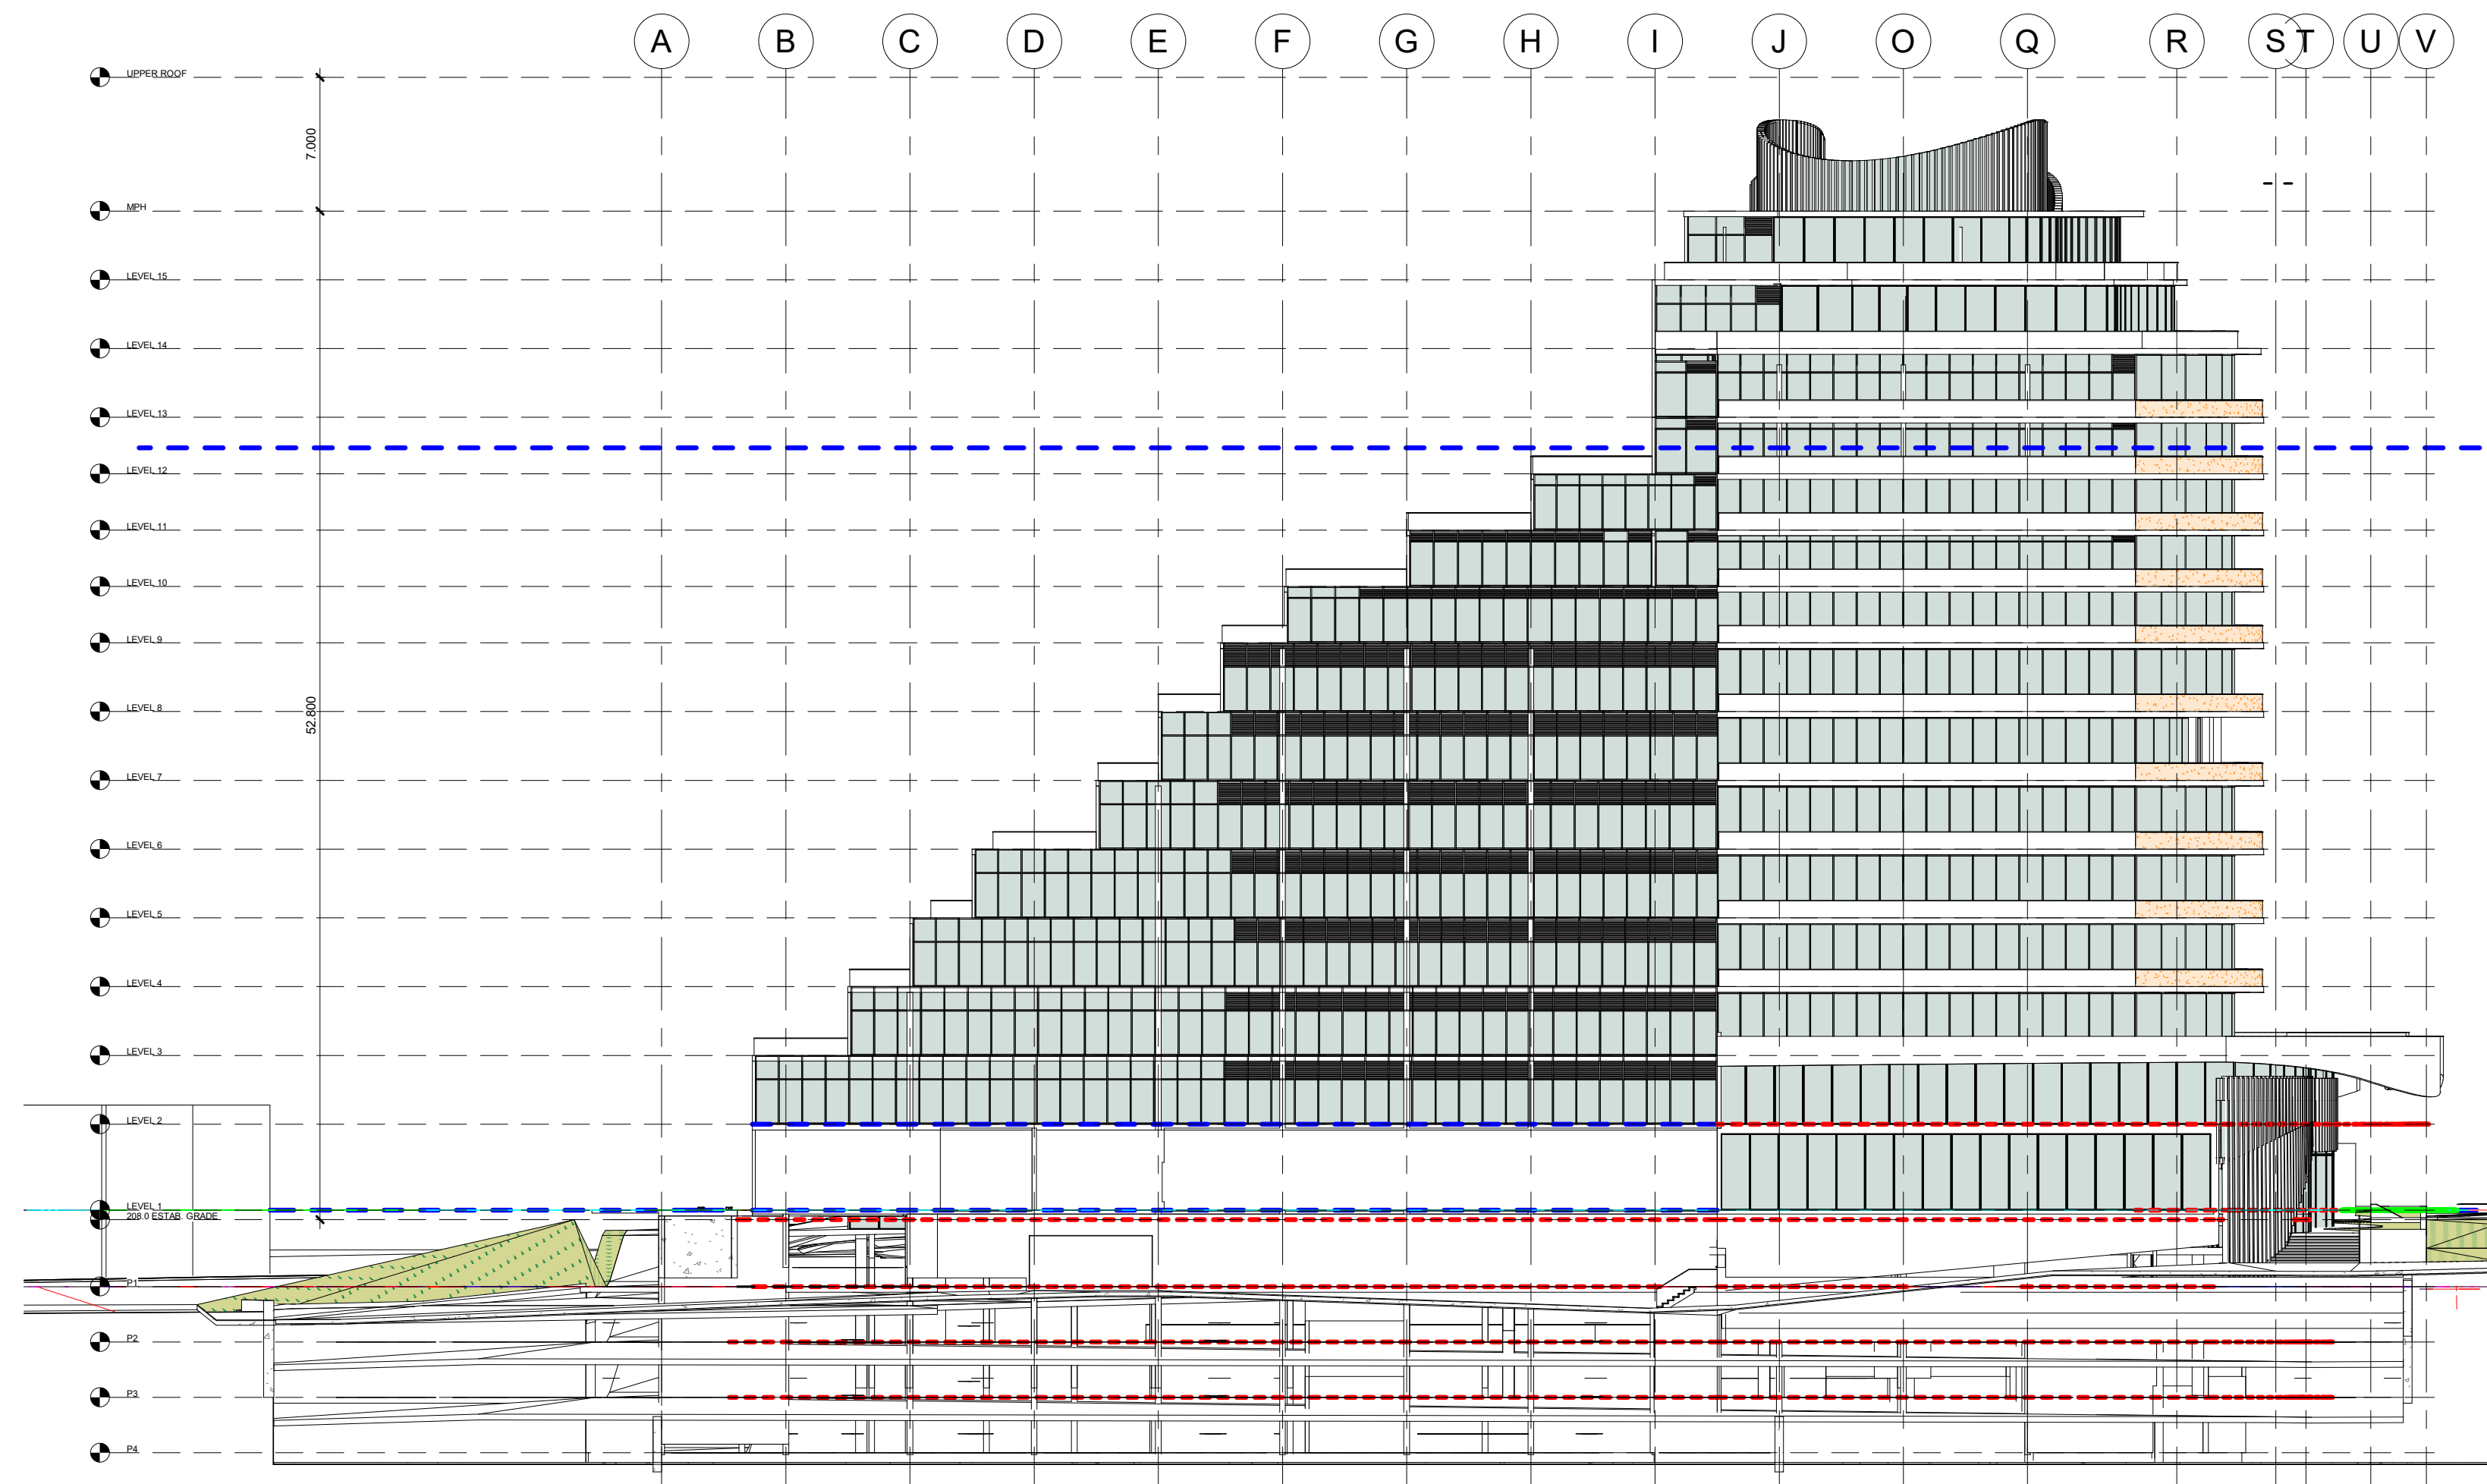 A B C D E F G H I J O Q R S T U V
UPPER ROOF
7.000
MPH
LEVEL 15
LEVEL 14
LEVEL 13
LEVEL 12
LEVEL 11
LEVEL 10
LEVEL 9
LEVEL 8
52.800
LEVEL 7
LEVEL 6
LEVEL 5
LEVEL 4
LEVEL 3
LEVEL 2
LEVEL 1
208.0 ESTAB. GRADE
P1
P2
P3
P4